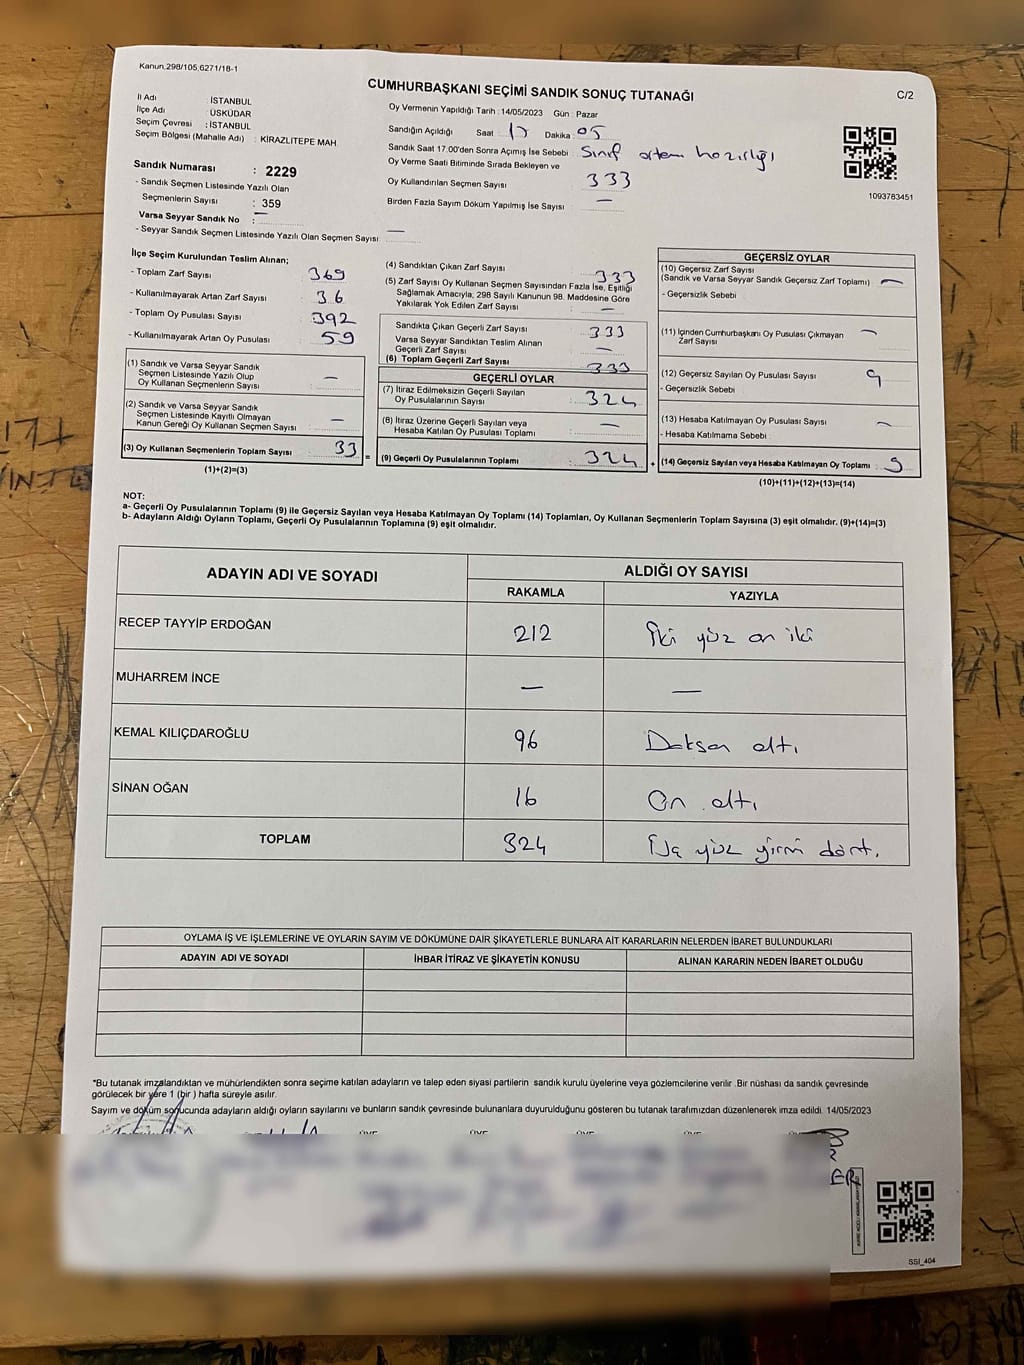 Kanun,298/105,6271/18-1
CUMHURBAŞKANI SEÇİMİ SANDIK SONUÇ TUTANAĞI
C/2
İl Adı : İSTANBUL
İlçe Adı : ÜSKÜDAR
Seçim Çevresi : İSTANBUL
Seçim Bölgesi (Mahalle Adı) : KİRAZLITEPE MAH.
Sandık Numarası : 2229
- Sandık Seçmen Listesinde Yazılı Olan
Seçmenlerin Sayısı : 359
Varsa Seyyar Sandık No : —
- Seyyar Sandık Seçmen Listesinde Yazılı Olan Seçmen Sayısı: —
Oy Vermenin Yapıldığı Tarih : 14/05/2023 Gün : Pazar
Sandığın Açıldığı Saat 17 Dakika : 05
Sandık Saat 17.00'den Sonra Açımış İse Sebebi : Sınıf ortam hazırlığı
Oy Verme Saati Bitiminde Sırada Bekleyen ve
Oy Kullandırılan Seçmen Sayısı 333
Birden Fazla Sayım Döküm Yapılmış İse Sayısı : —
1093763451
İlçe Seçim Kurulundan Teslim Alınan;
- Toplam Zarf Sayısı 369
- Kullanılmayarak Artan Zarf Sayısı : 36
- Toplam Oy Pusulası Sayısı : 392
- Kullanılmayarak Artan Oy Pusulası : 59
(1) Sandık ve Varsa Seyyar Sandık
Seçmen Listesinde Yazılı Olup
Oy Kullanan Seçmenlerin Sayısı : —
(2) Sandık ve Varsa Seyyar Sandık
Seçmen Listesinde Kayıtlı Olmayan
Kanun Gereği Oy Kullanan Seçmen Sayısı : —
(3) Oy Kullanan Seçmenlerin Toplam Sayısı : 33
(1)+(2)=(3)
=
(4) Sandıktan Çıkan Zarf Sayısı : 333
(5) Zarf Sayısı Oy Kullanan Seçmen Sayısından Fazla İse, Eşitliği
Sağlamak Amacıyla, 298 Sayılı Kanunun 98. Maddesine Göre
Yakılarak Yok Edilen Zarf Sayısı : —
Sandıkta Çıkan Geçerli Zarf Sayısı : 333
Varsa Seyyar Sandıktan Teslim Alınan
Geçerli Zarf Sayısı : —
(6) Toplam Geçerli Zarf Sayısı : 333
GEÇERLİ OYLAR
(7) İtiraz Edilmeksizin Geçerli Sayılan
Oy Pusulalarının Sayısı : 324
(8) İtiraz Üzerine Geçerli Sayılan veya
Hesaba Katılan Oy Pusulası Toplamı : —
(9) Geçerli Oy Pusulalarının Toplamı : 324
+
GEÇERSİZ OYLAR
(10) Geçersiz Zarf Sayısı
(Sandık ve Varsa Seyyar Sandık Geçersiz Zarf Toplamı) : —
- Geçersizlik Sebebi
(11) İçinden Cumhurbaşkanı Oy Pusulası Çıkmayan
Zarf Sayısı : —
(12) Geçersiz Sayılan Oy Pusulası Sayısı : 9
- Geçersizlik Sebebi
(13) Hesaba Katılmayan Oy Pusulası Sayısı : —
- Hesaba Katılmama Sebebi
(14) Geçersiz Sayılan veya Hesaba Katılmayan Oy Toplamı : 9
(10)+(11)+(12)+(13)=(14)
NOT:
a- Geçerli Oy Pusulalarının Toplamı (9) ile Geçersiz Sayılan veya Hesaba Katılmayan Oy Toplamı (14) Toplamları, Oy Kullanan Seçmenlerin Toplam Sayısına (3) eşit olmalıdır. (9)+(14)=(3)
b- Adayların Aldığı Oyların Toplamı, Geçerli Oy Pusulalarının Toplamına (9) eşit olmalıdır.
ADAYIN ADI VE SOYADI
ALDIĞI OY SAYISI
RAKAMLA YAZIYLA
RECEP TAYYİP ERDOĞAN 212 İki yüz on iki
MUHARREM İNCE — —
KEMAL KILIÇDAROĞLU 96 Doksan altı
SİNAN OĞAN 16 On altı
TOPLAM 324 Üç yüz yirmi dört.
OYLAMA İŞ VE İŞLEMLERİNE VE OYLARIN SAYIM VE DÖKÜMÜNE DAİR ŞİKAYETLERLE BUNLARA AİT KARARLARIN NELERDEN İBARET BULUNDUKLARI
ADAYIN ADI VE SOYADI İHBAR İTİRAZ VE ŞİKAYETİN KONUSU ALINAN KARARIN NEDEN İBARET OLDUĞU
*Bu tutanak imzalandıktan ve mühürlendikten sonra seçime katılan adayların ve talep eden siyasi partilerin sandık kurulu üyelerine veya gözlemcilerine verilir .Bir nüshası da sandık çevresinde
görülecek bir yere 1 (bir ) hafta süreyle asılır.
Sayım ve döküm sonucunda adayların aldığı oyların sayılarını ve bunların sandık çevresinde bulunanlara duyurulduğunu gösteren bu tutanak tarafımızdan düzenlenerek imza edildi. 14/05/2023
SSI_404